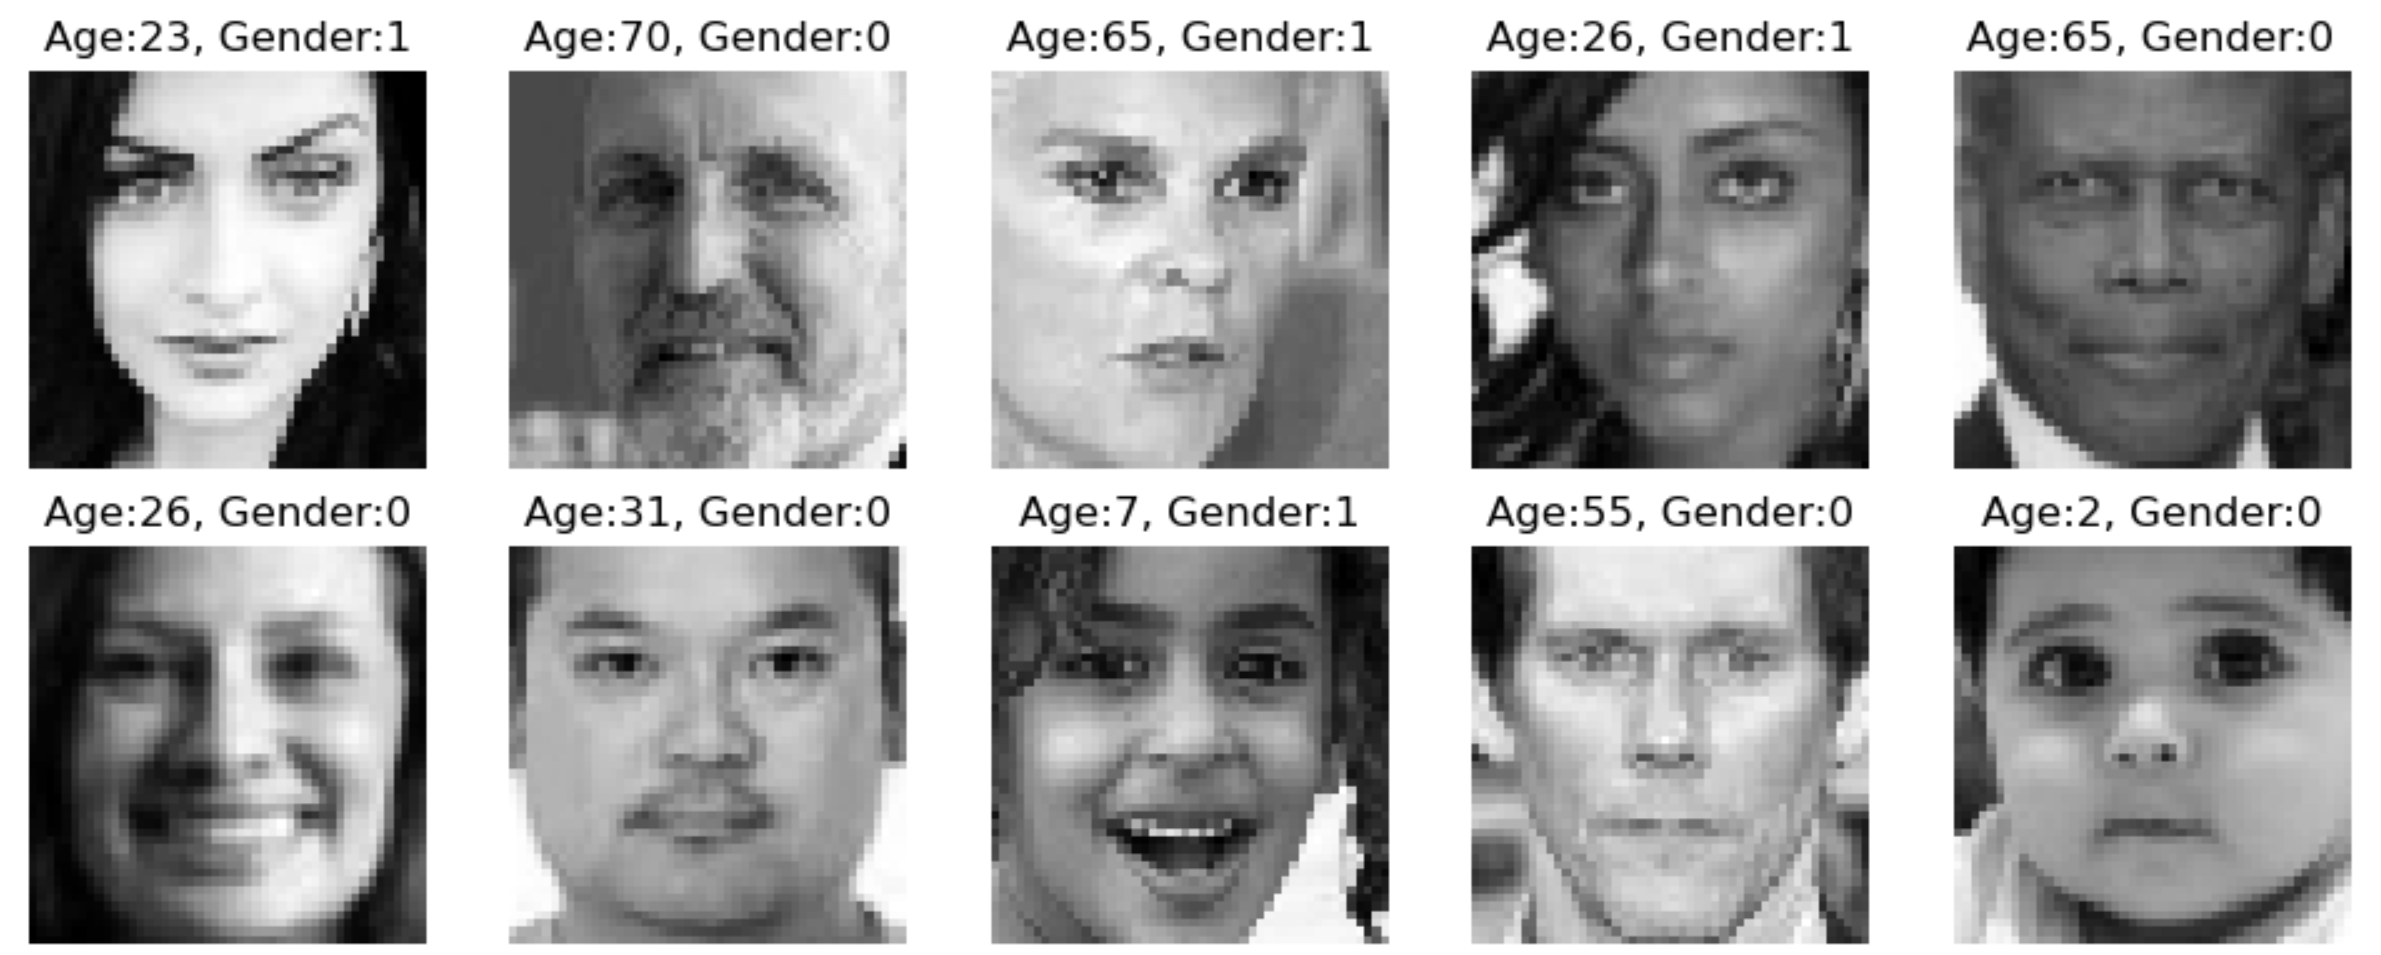 Age:23, Gender:1
Age:70, Gender:0
Age:65, Gender:1
Age:26, Gender:1
Age:65, Gender:0
Age:26, Gender:0
Age:31, Gender:0
Age:7, Gender:1
Age:55, Gender:0
Age:2, Gender:0